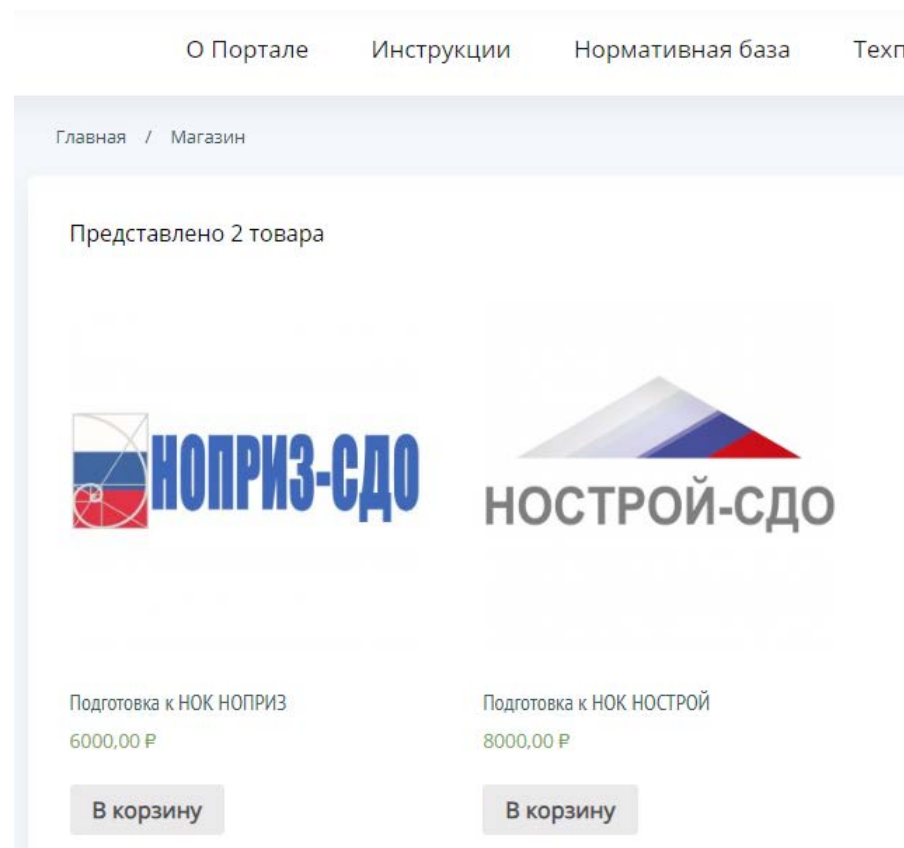 О Портале Инструкции Нормативная база Техп
Главная / Магазин
Представлено 2 товара
НОПРИЗ-СДО
НОСТРОЙ-СДО
Подготовка к НОК НОПРИЗ
6000,00 ₽
В корзину
Подготовка к НОК НОСТРОЙ
8000,00 ₽
В корзину